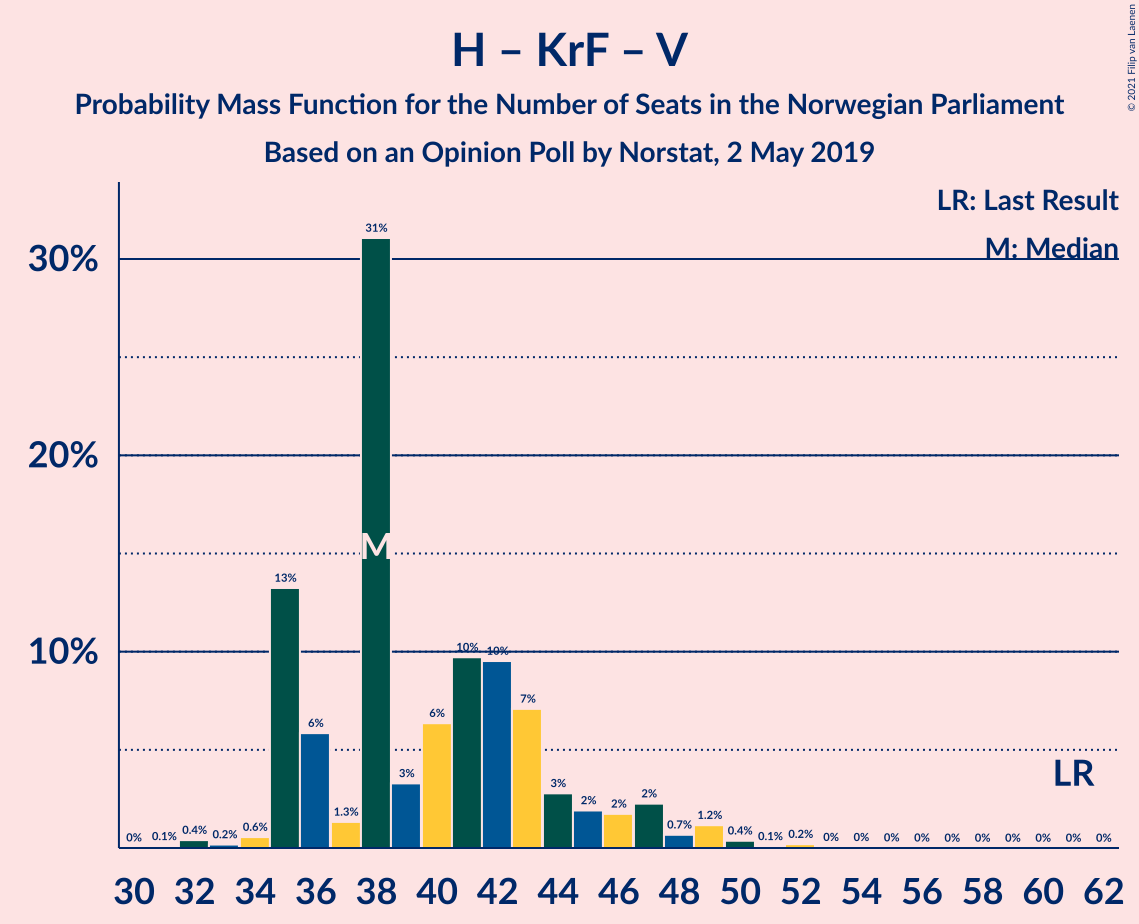 H – KrF – V
Probability Mass Function for the Number of Seats in the Norwegian Parliament
Based on an Opinion Poll by Norstat, 2 May 2019
© 2021 Filip van Laenen
LR: Last Result
M: Median
30%
20%
10%
0% 0.1% 0.4% 0.2% 0.6% 13% 6% 1.3% 31% 3% 6% 10% 10% 7% 3% 2% 2% 2% 0.7% 1.2% 0.4% 0.1% 0.2% 0% 0% 0% 0% 0% 0% 0% 0% 0% 0%
M
LR
30 32 34 36 38 40 42 44 46 48 50 52 54 56 58 60 62